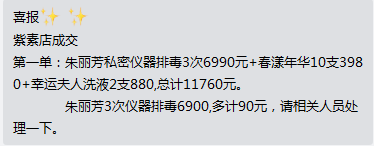 喜报✨ ✨
紫素店成交
第一单：朱丽芳私密仪器排毒3次6990元+春漾年华10支398
0+幸运夫人洗液2支880,总计11760元。
朱丽芳3次仪器排毒6900,多计90元，请相关人员处
理一下。